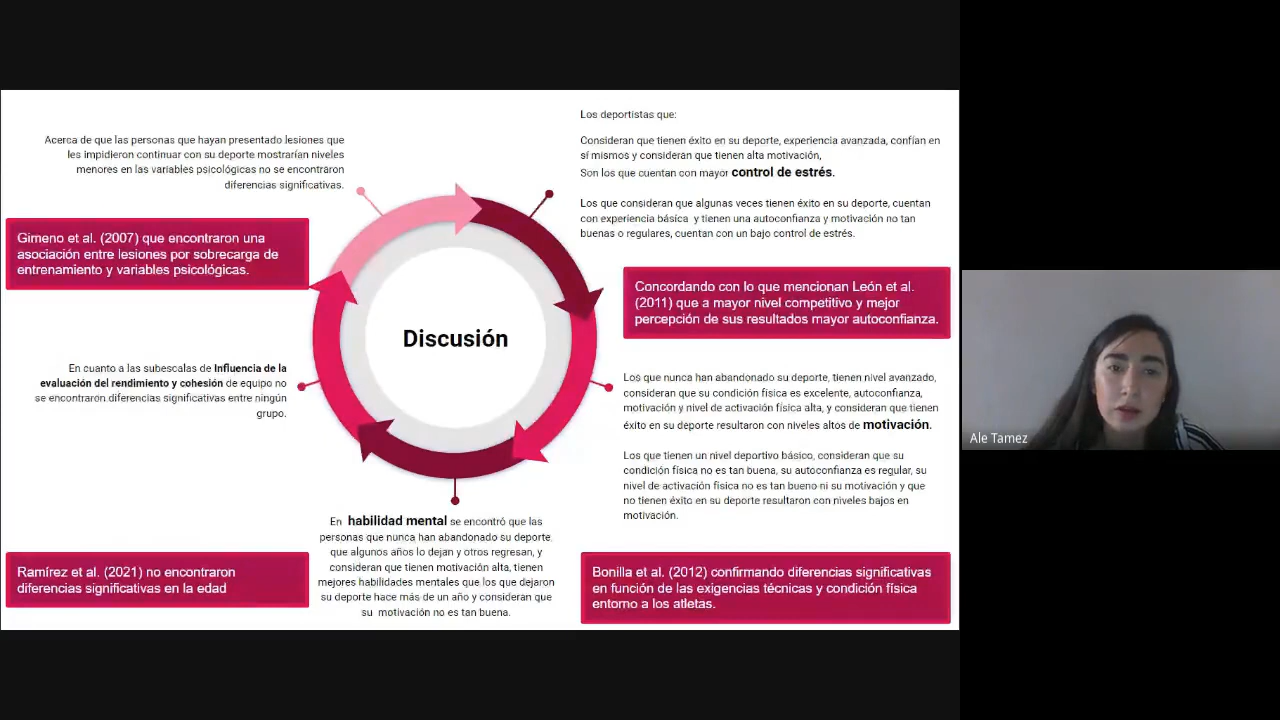 Acerca de que las personas que hayan presentado lesiones que
les impidieron continuar con su deporte mostrarían niveles
menores en las variables psicológicas no se encontraron
diferencias significativas.
Gimeno et al. (2007) que encontraron una
asociación entre lesiones por sobrecarga de
entrenamiento y variables psicológicas.
En cuanto a las subescalas de Influencia de la
evaluación del rendimiento y cohesión de equipo no
se encontraron diferencias significativas entre ningún
grupo.
Ramírez et al. (2021) no encontraron
diferencias significativas en la edad
Discusión
En habilidad mental se encontró que las
personas que nunca han abandonado su deporte,
que algunos años lo dejan y otros regresan, y
consideran que tienen motivación alta, tienen
mejores habilidades mentales que los que dejaron
su deporte hace más de un año y consideran que
su motivación no es tan buena.
Los deportistas que:
Consideran que tienen éxito en su deporte, experiencia avanzada, confían en
sí mismos y consideran que tienen alta motivación,
Son los que cuentan con mayor control de estrés.
Los que consideran que algunas veces tienen éxito en su deporte, cuentan
con experiencia básica y tienen una autoconfianza y motivación no tan
buenas o regulares, cuentan con un bajo control de estrés.
Concordando con lo que mencionan León et al.
(2011) que a mayor nivel competitivo y mejor
percepción de sus resultados mayor autoconfianza.
Los que nunca han abandonado su deporte, tienen nivel avanzado,
consideran que su condición física es excelente, autoconfianza,
motivación y nivel de activación física alta, y consideran que tienen
éxito en su deporte resultaron con niveles altos de motivación.
Los que tienen un nivel deportivo básico, consideran que su
condición física no es tan buena, su autoconfianza es regular, su
nivel de activación física no es tan bueno ni su motivación y que
no tienen éxito en su deporte resultaron con niveles bajos en
motivación.
Bonilla et al. (2012) confirmando diferencias significativas
en función de las exigencias técnicas y condición física
entorno a los atletas.
Ale Tamez